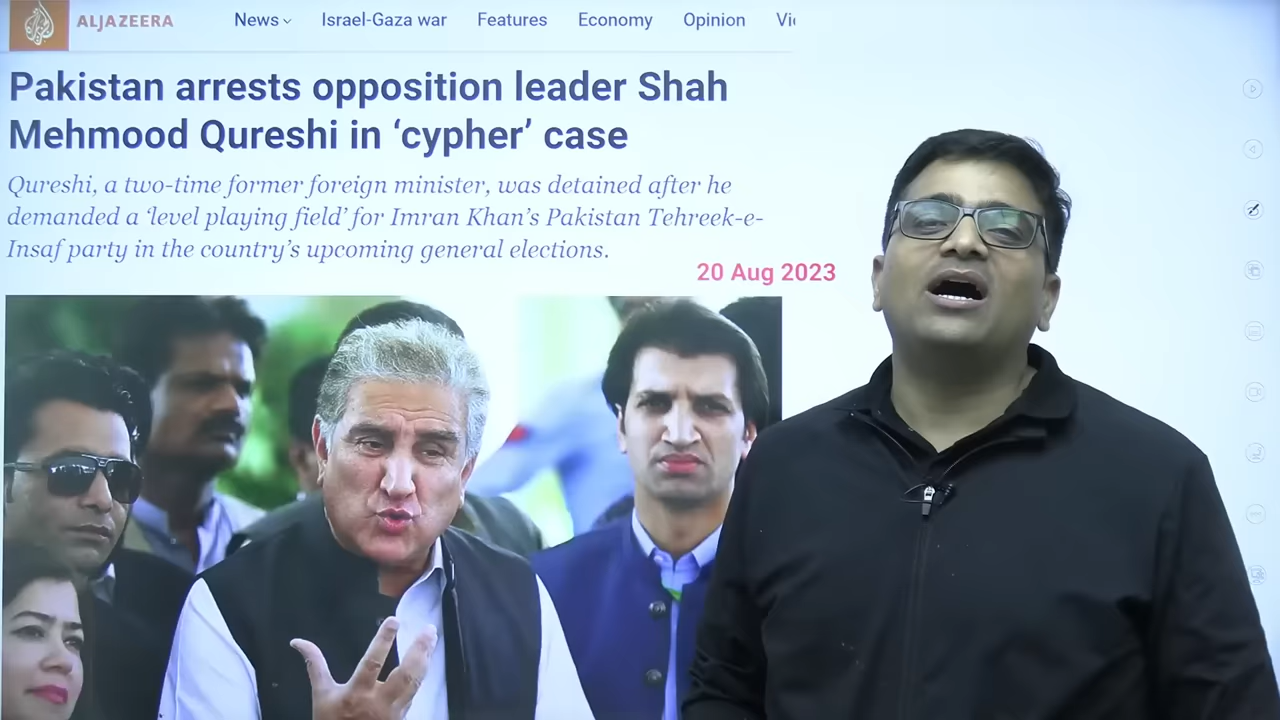 ALJAZEERA
News Israel-Gaza war Features Economy Opinion
Pakistan arrests opposition leader Shah
Mehmood Qureshi in ‘cypher’ case
Qureshi, a two-time former foreign minister, was detained after he
demanded a ‘level playing field’ for Imran Khan’s Pakistan Tehreek-e-
Insaf party in the country’s upcoming general elections.
20 Aug 2023